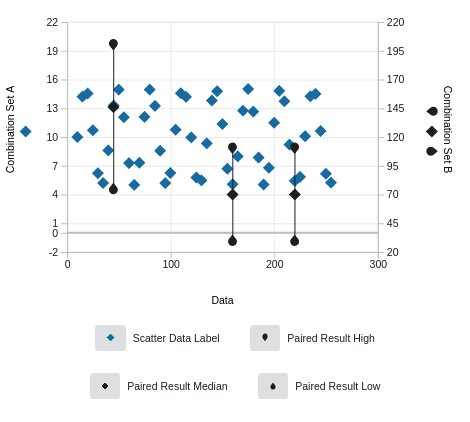 22 220
19 195
16 170
13 145
10 120
7 95
4 70
1 45
0
-2 20
0 100 200 300
Combination Set A
Combination Set B
Data
Scatter Data Label Paired Result High
Paired Result Median Paired Result Low